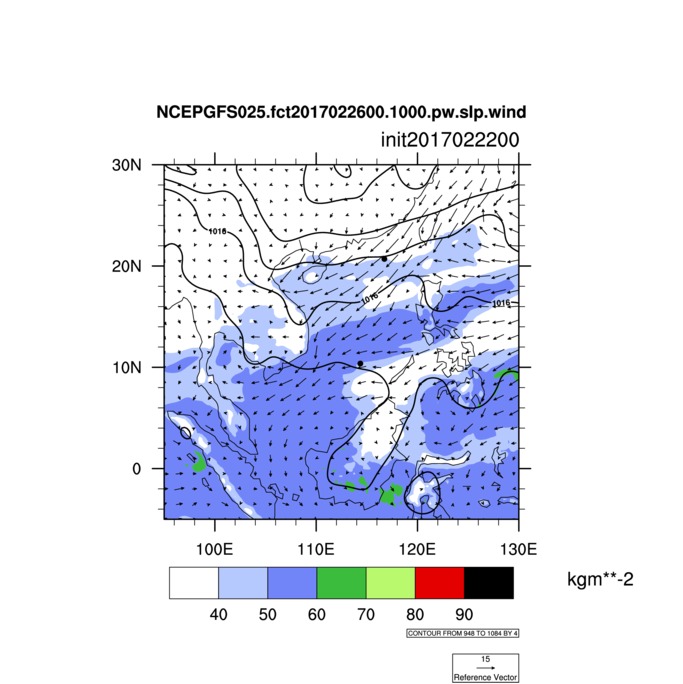 NCEPGFS025.fct2017022600.1000.pw.slp.wind
init2017022200
30N
20N
10N
0
1016
1016
1016
100E 110E 120E 130E
kgm**-2
40 50 60 70 80 90
CONTOUR FROM 948 TO 1084 BY 4
15
Reference Vector